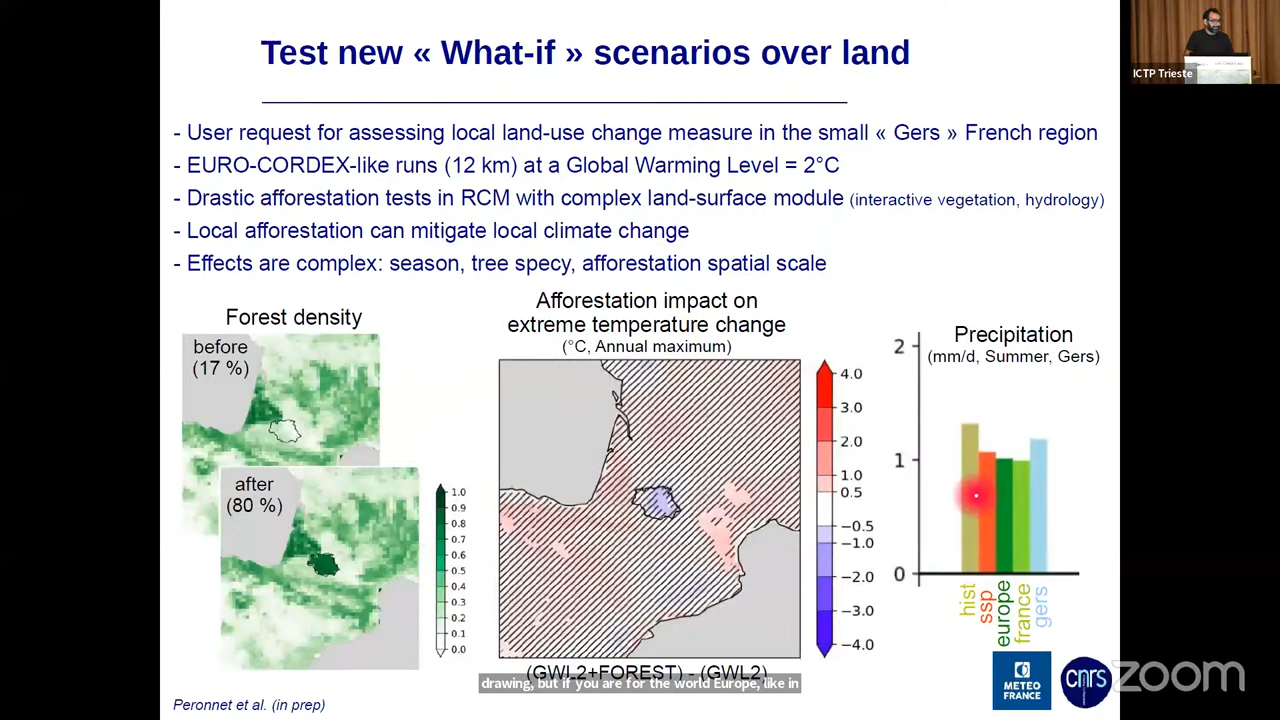 Test new « What-if » scenarios over land
ICTP Trieste
- User request for assessing local land-use change measure in the small « Gers » French region
- EURO-CORDEX-like runs (12 km) at a Global Warming Level = 2°C
- Drastic afforestation tests in RCM with complex land-surface module (interactive vegetation, hydrology)
- Local afforestation can mitigate local climate change
- Effects are complex: season, tree specy, afforestation spatial scale
Forest density
before
(17 %)
after
(80 %)
1.0
0.9
0.8
0.7
0.6
0.5
0.4
0.3
0.2
0.1
0.0
Afforestation impact on
extreme temperature change
(°C, Annual maximum)
4.0
3.0
2.0
1.0
0.5
−0.5
−1.0
−2.0
−3.0
−4.0
(GWL2+FOREST) - (GWL2)
Precipitation
(mm/d, Summer, Gers)
2
1
0
hist
ssp
europe
france
gers
drawing, but if you are for the world Europe, like in
METEO
FRANCE
cnrs
zoom
Peronnet et al. (in prep)